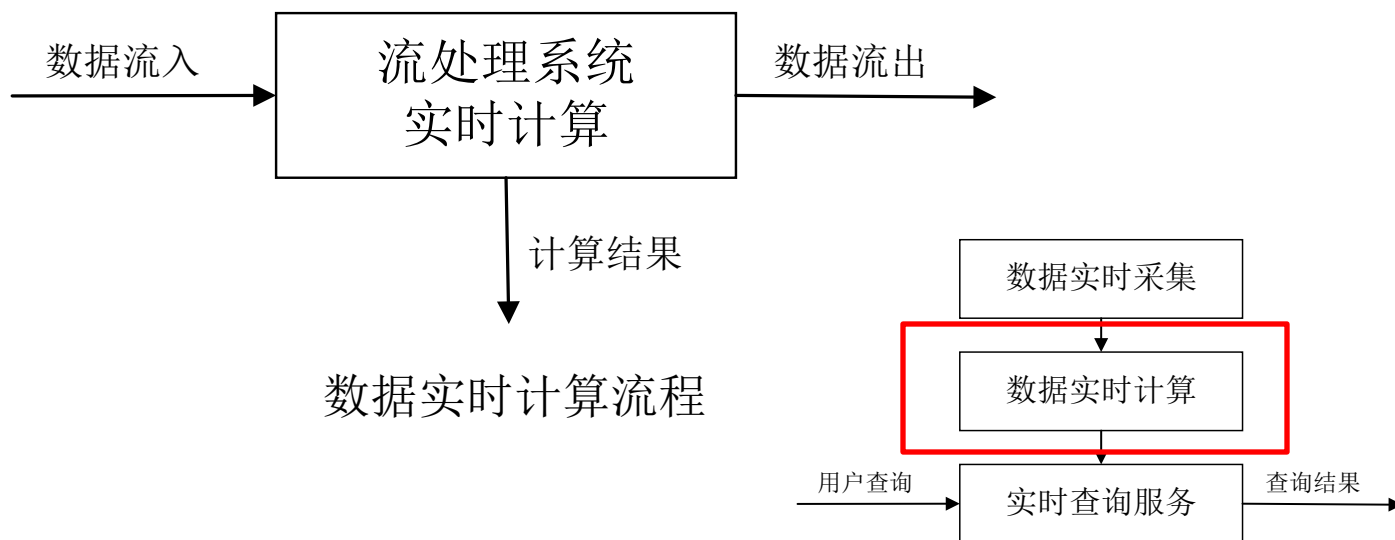 数据流入
流处理系统
实时计算
数据流出
计算结果
数据实时计算流程
数据实时采集
数据实时计算
用户查询
实时查询服务
查询结果